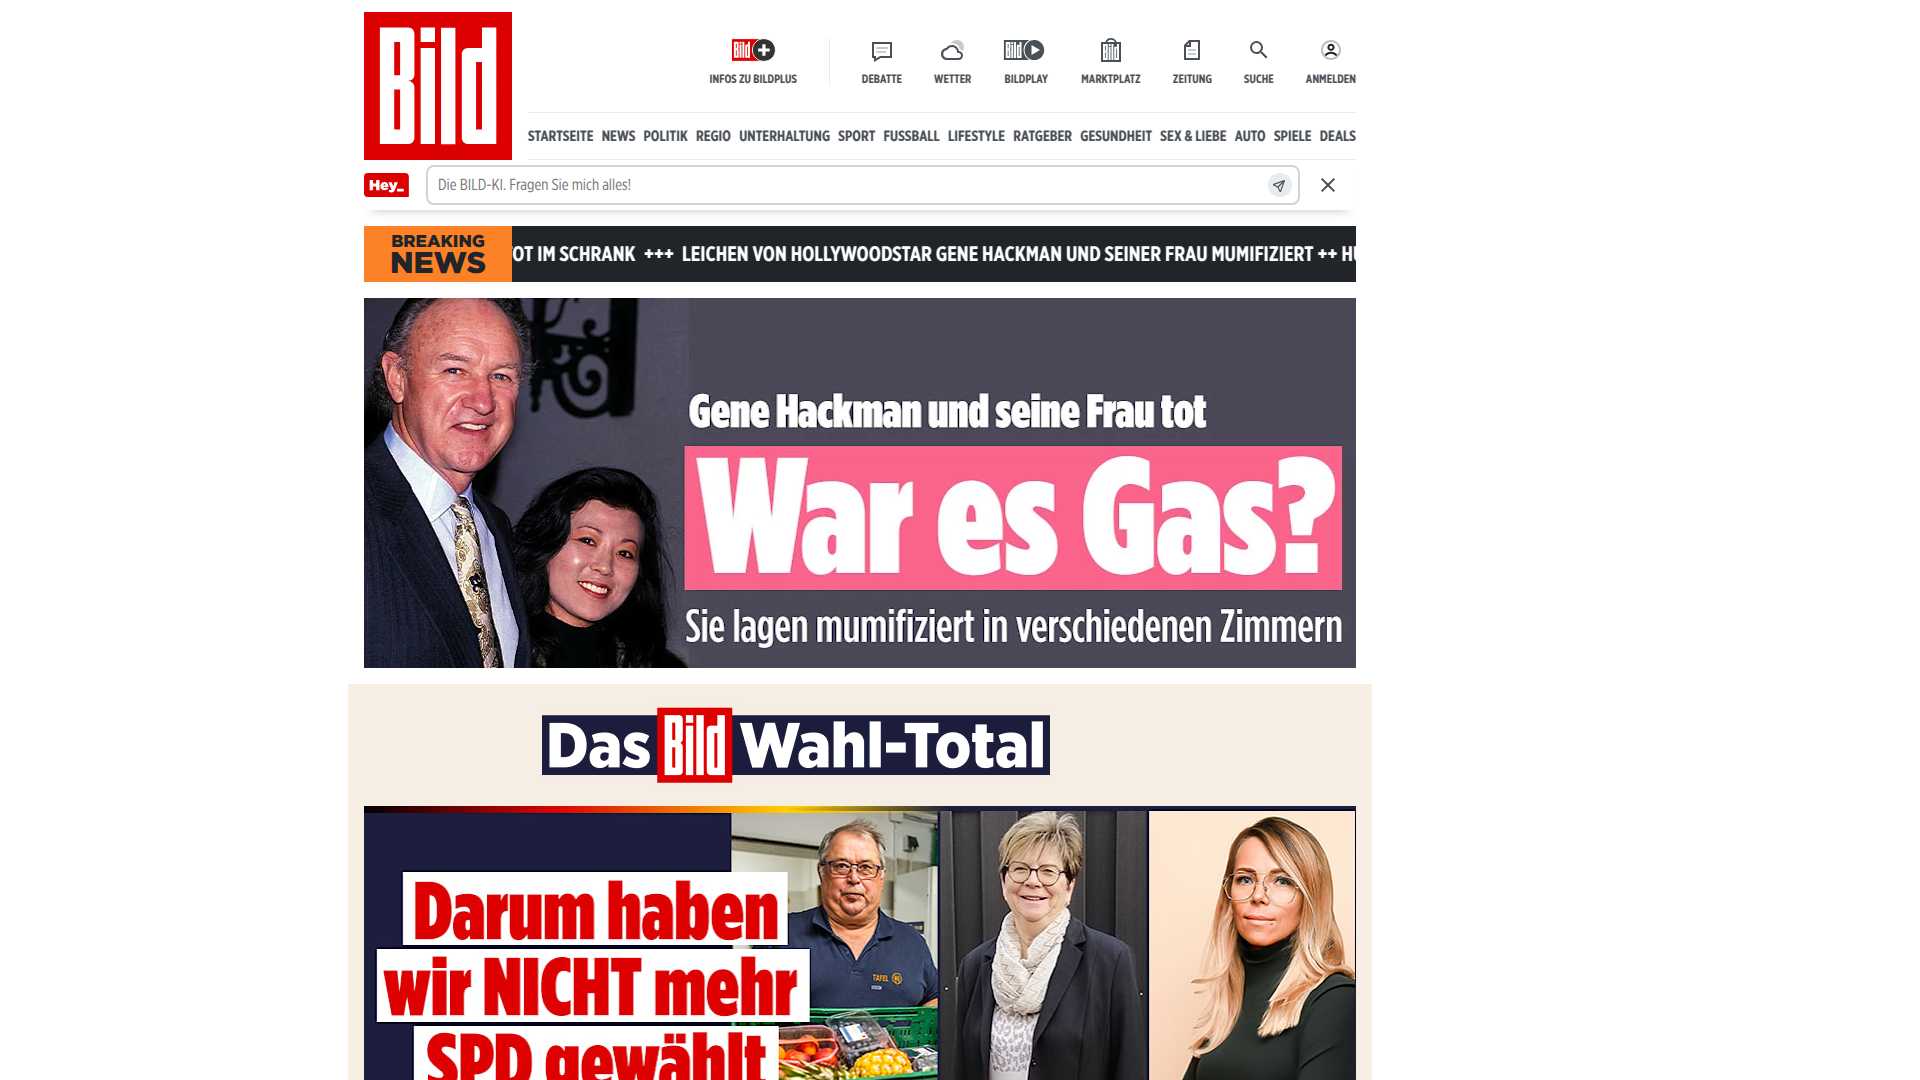 Bild
Bild
INFOS ZU BILDPLUS
DEBATTE
WETTER
Bild
BILDPLAY
Bild
MARKTPLATZ
ZEITUNG
SUCHE
ANMELDEN
STARTSEITE NEWS POLITIK REGIO UNTERHALTUNG SPORT FUSSBALL LIFESTYLE RATGEBER GESUNDHEIT SEX & LIEBE AUTO SPIELE DEALS
Hey_
Die BILD-KI. Fragen Sie mich alles!
BREAKING
NEWS
OT IM SCHRANK +++ LEICHEN VON HOLLYWOODSTAR GENE HACKMAN UND SEINER FRAU MUMIFIZIERT ++
Gene Hackman und seine Frau tot
War es Gas?
Sie lagen mumifiziert in verschiedenen Zimmern
Das Bild Wahl-Total
Darum haben
wir NICHT mehr
SPD gewählt
TAFEL